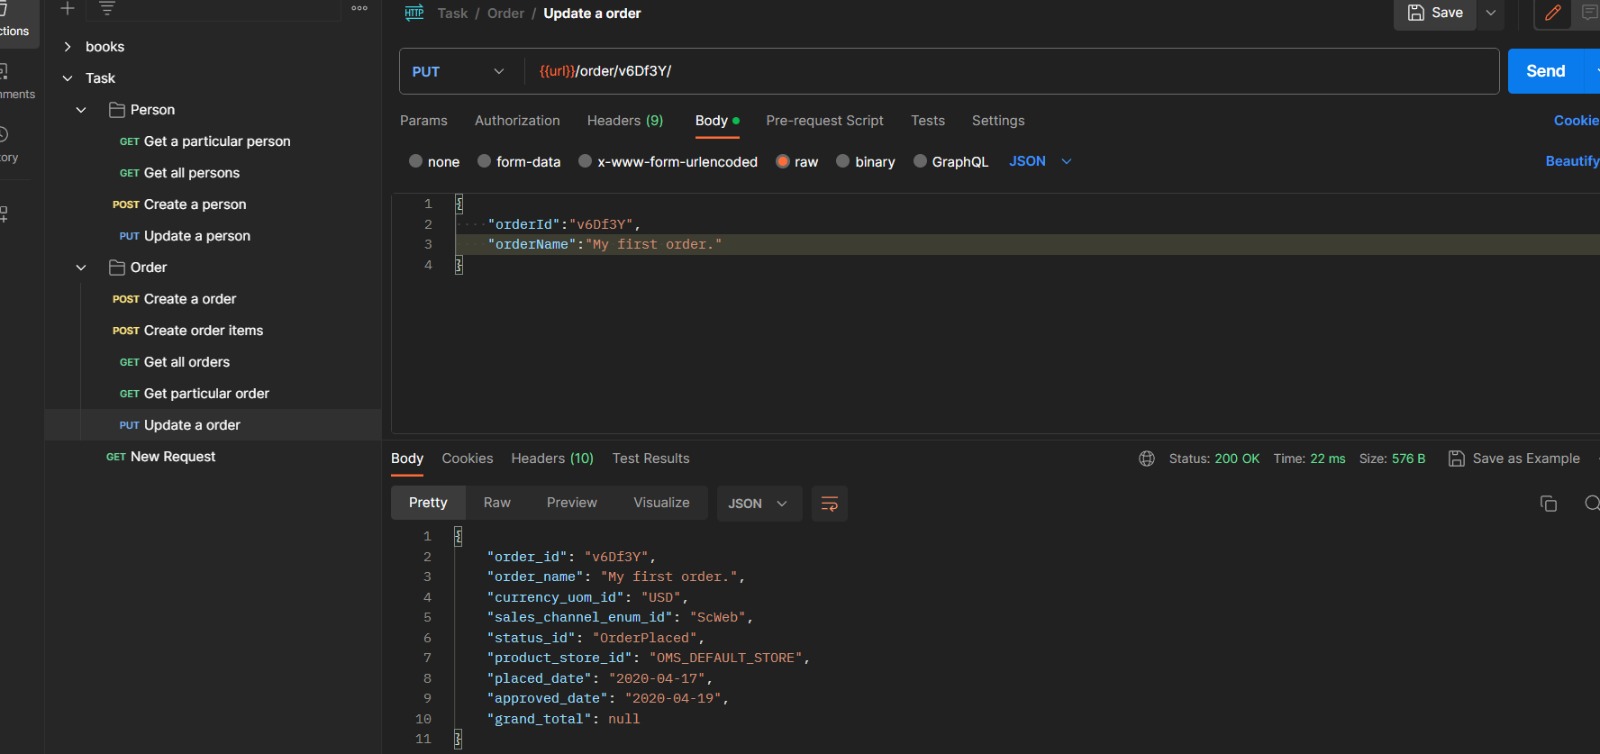 Task / Order / Update a order
Save
ctions
books
Task
PUT {{url}}/order/v6Df3Y/ Send
Person
Params Authorization Headers (9) Body Pre-request Script Tests Settings Cookie
GET Get a particular person
none form-data x-www-form-urlencoded raw binary GraphQL JSON Beautify
GET Get all persons
POST Create a person
PUT Update a person
Order
POST Create a order
POST Create order items
GET Get all orders
GET Get particular order
PUT Update a order
GET New Request
1 {
2 "orderId":"v6Df3Y",
3 "orderName":"My first order."
4 }
Body Cookies Headers (10) Test Results Status: 200 OK Time: 22 ms Size: 576 B Save as Example
Pretty Raw Preview Visualize JSON
1 {
2 "order_id": "v6Df3Y",
3 "order_name": "My first order.",
4 "currency_uom_id": "USD",
5 "sales_channel_enum_id": "ScWeb",
6 "status_id": "OrderPlaced",
7 "product_store_id": "OMS_DEFAULT_STORE",
8 "placed_date": "2020-04-17",
9 "approved_date": "2020-04-19",
10 "grand_total": null
11 }